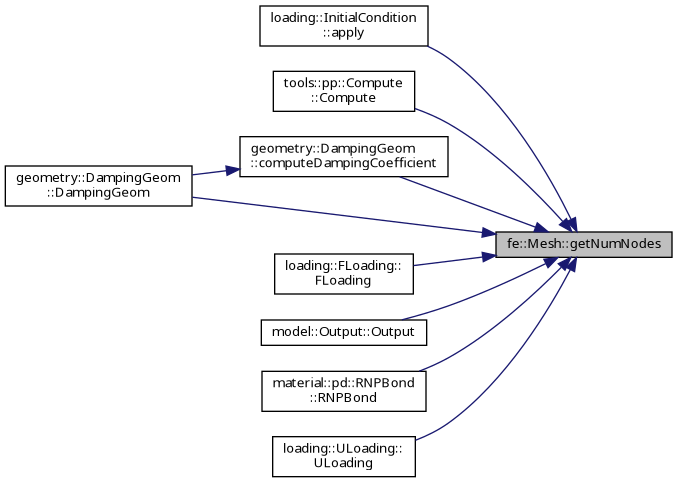 loading::InitialCondition
::apply
tools::pp::Compute
::Compute
geometry::DampingGeom
::computeDampingCoefficient
geometry::DampingGeom
::DampingGeom
fe::Mesh::getNumNodes
loading::FLoading::
FLoading
model::Output::Output
material::pd::RNPBond
::RNPBond
loading::ULoading::
ULoading